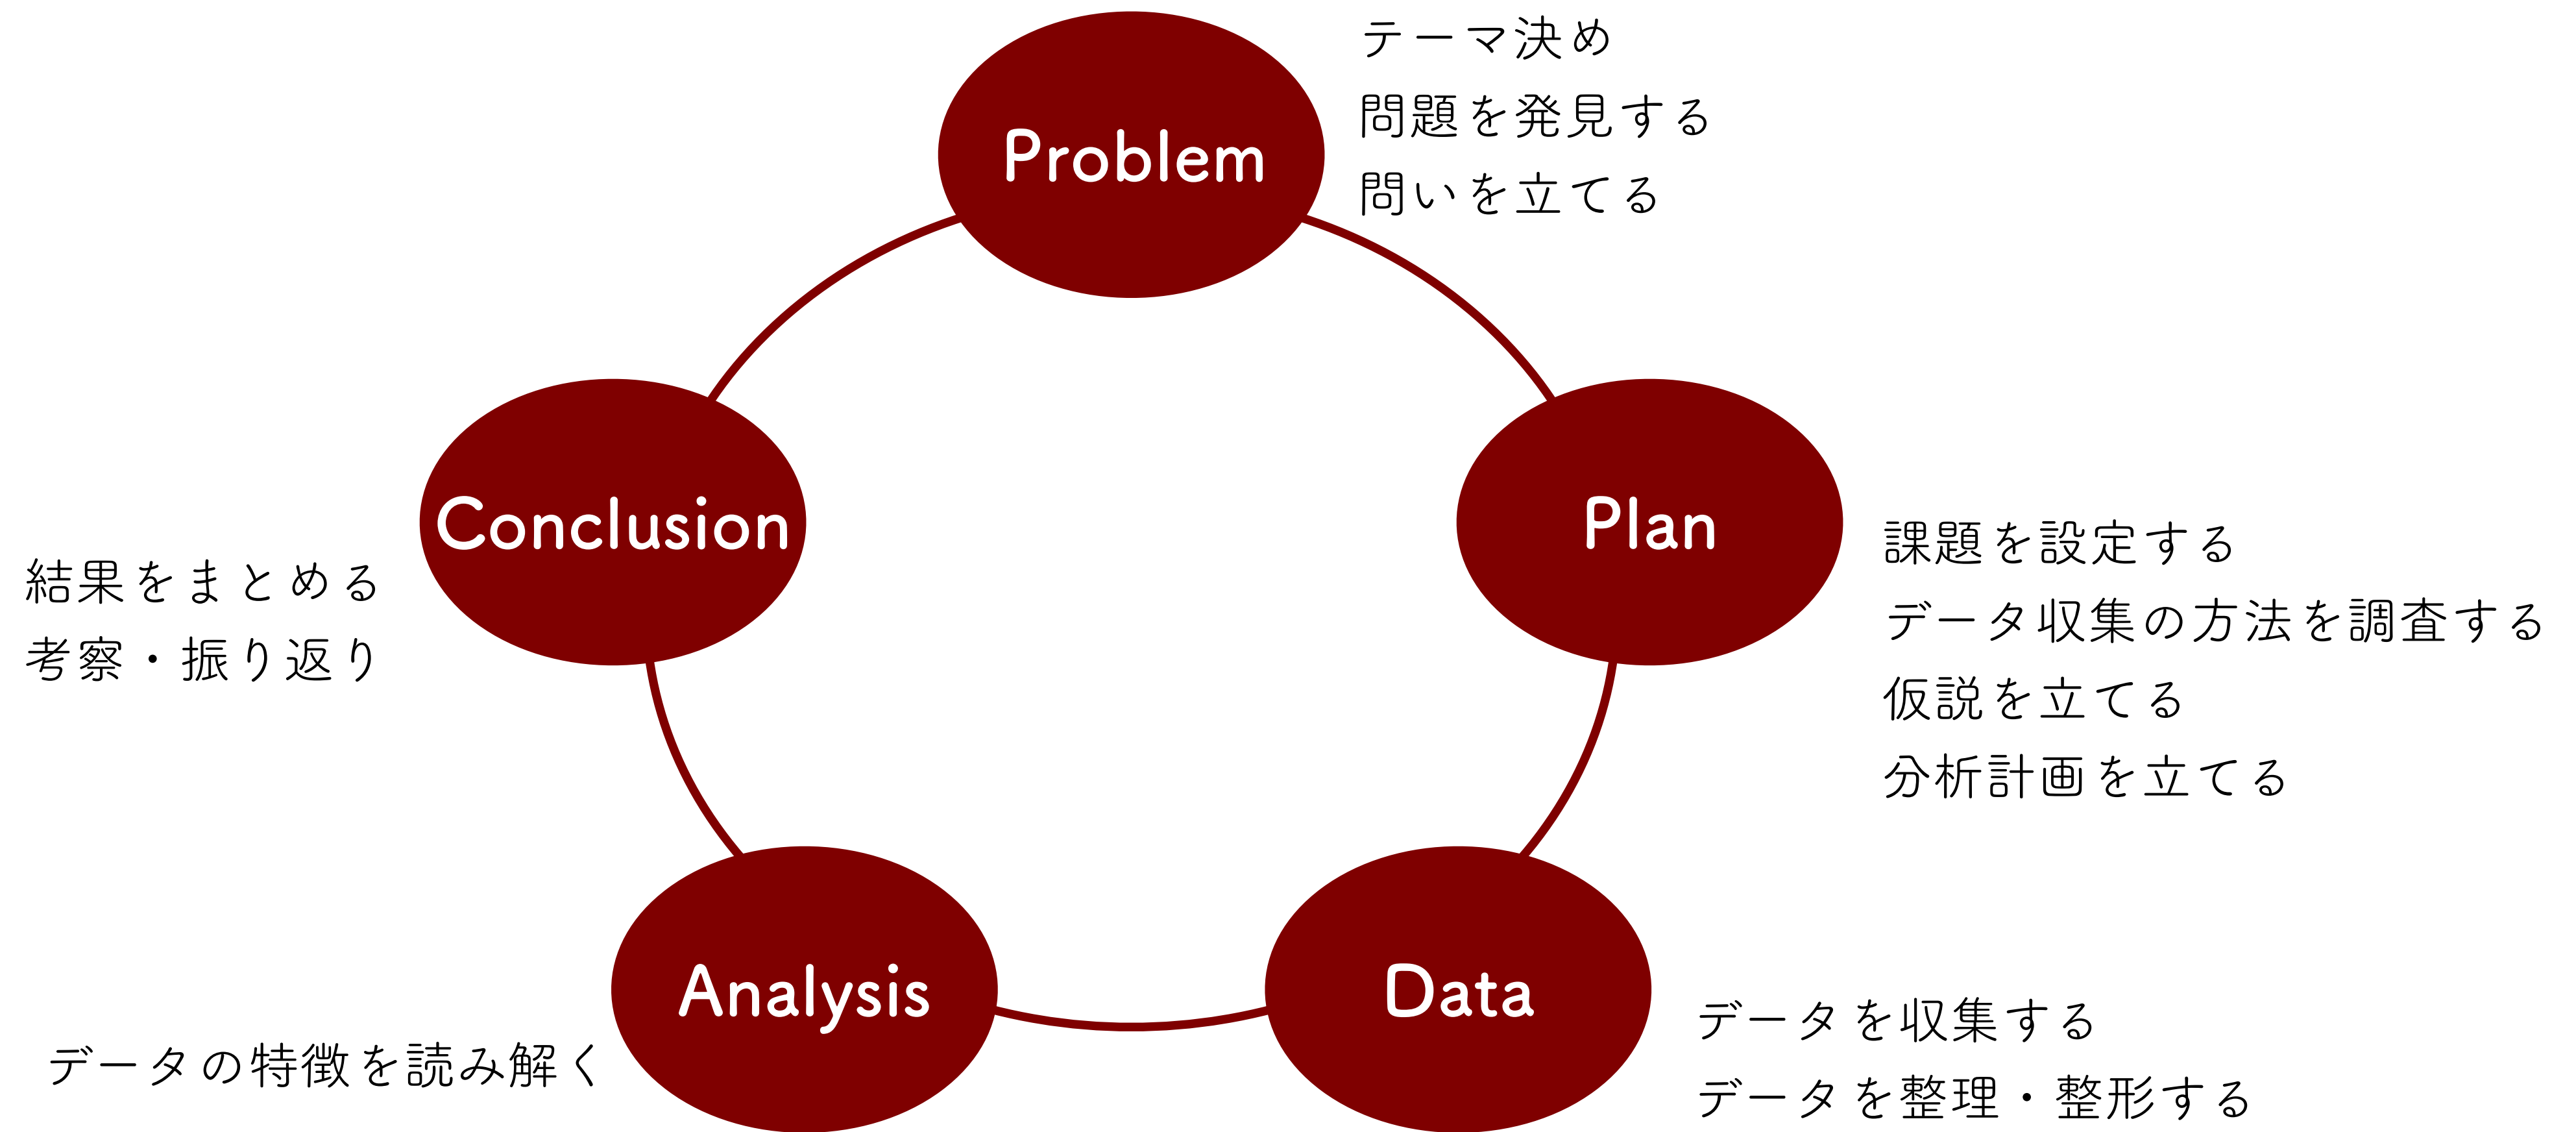 Problem
テーマ決め
問題を発見する
問いを立てる
Plan
課題を設定する
データ収集の方法を調査する
仮説を立てる
分析計画を立てる
Data
データを収集する
データを整理・整形する
Analysis
データの特徴を読み解く
Conclusion
結果をまとめる
考察・振り返り